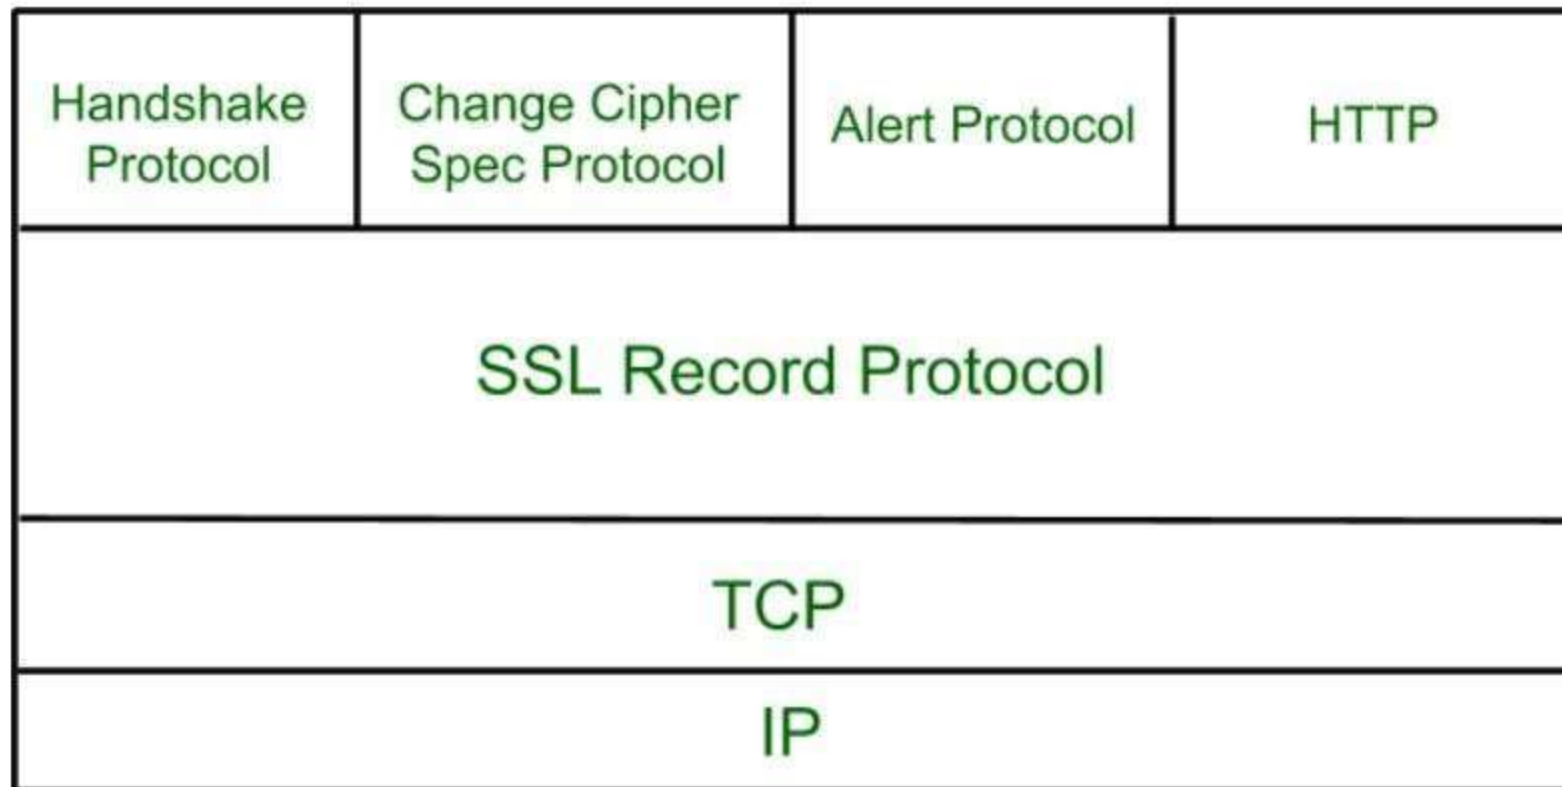 Handshake
Protocol
Change Cipher
Spec Protocol
Alert Protocol
HTTP
SSL Record Protocol
TCP
IP